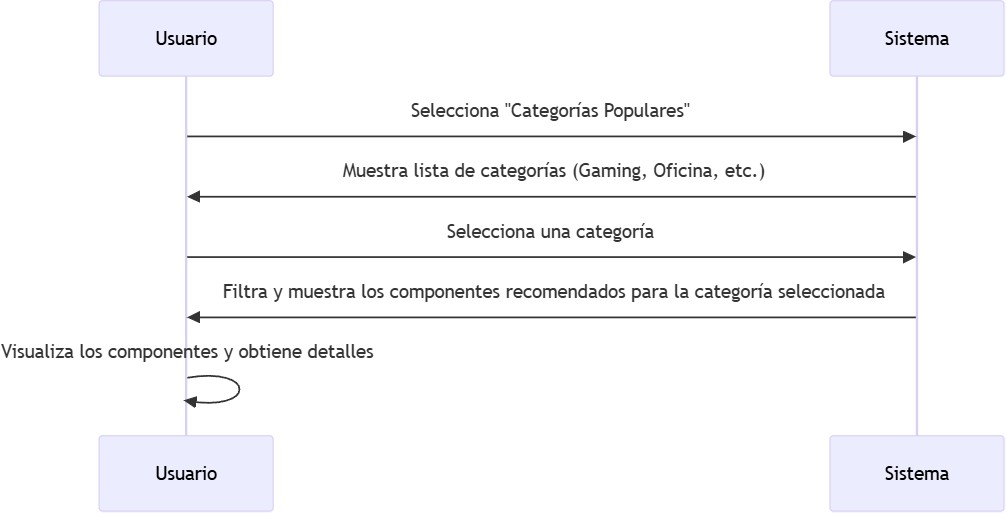 Usuario
Sistema
Selecciona "Categorías Populares"
Muestra lista de categorías (Gaming, Oficina, etc.)
Selecciona una categoría
Filtra y muestra los componentes recomendados para la categoría seleccionada
Visualiza los componentes y obtiene detalles
Usuario
Sistema